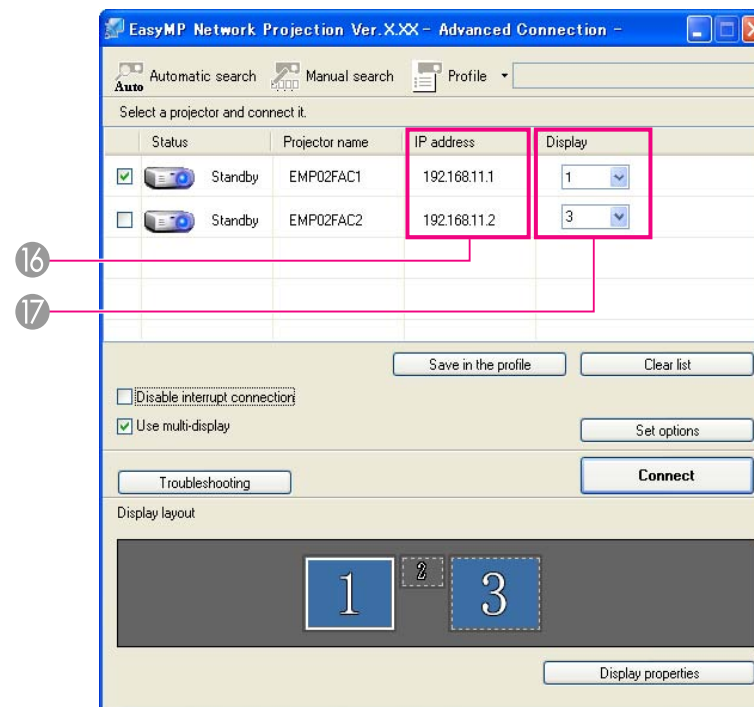 EasyMP Network Projection Ver.X.XX - Advanced Connection -
Auto Automatic search Manual search Profile
Select a projector and connect it.
Status Projector name IP address Display
Standby EMP02FAC1 192.168.11.1 1
Standby EMP02FAC2 192.168.11.2 3
16
17
Save in the profile Clear list
Disable interrupt connection
Use multi-display
Set options
Troubleshooting Connect
Display layout
1 2 3
Display properties